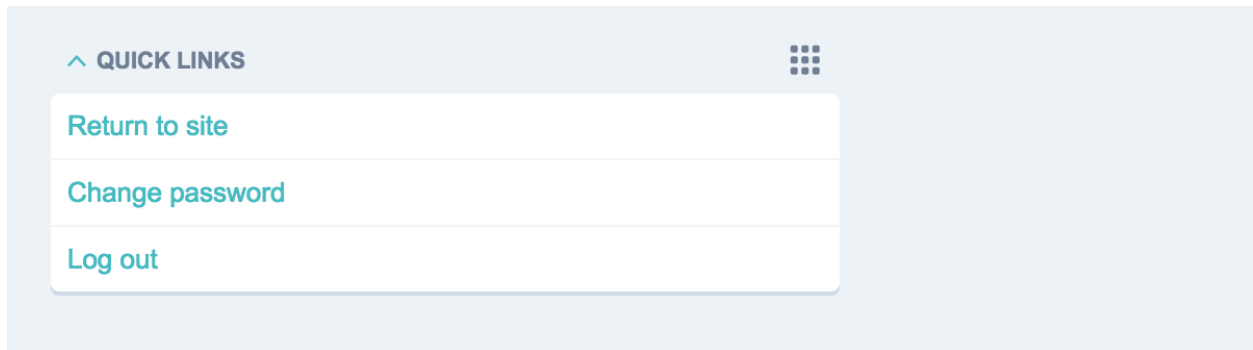 QUICK LINKS
Return to site
Change password
Log out